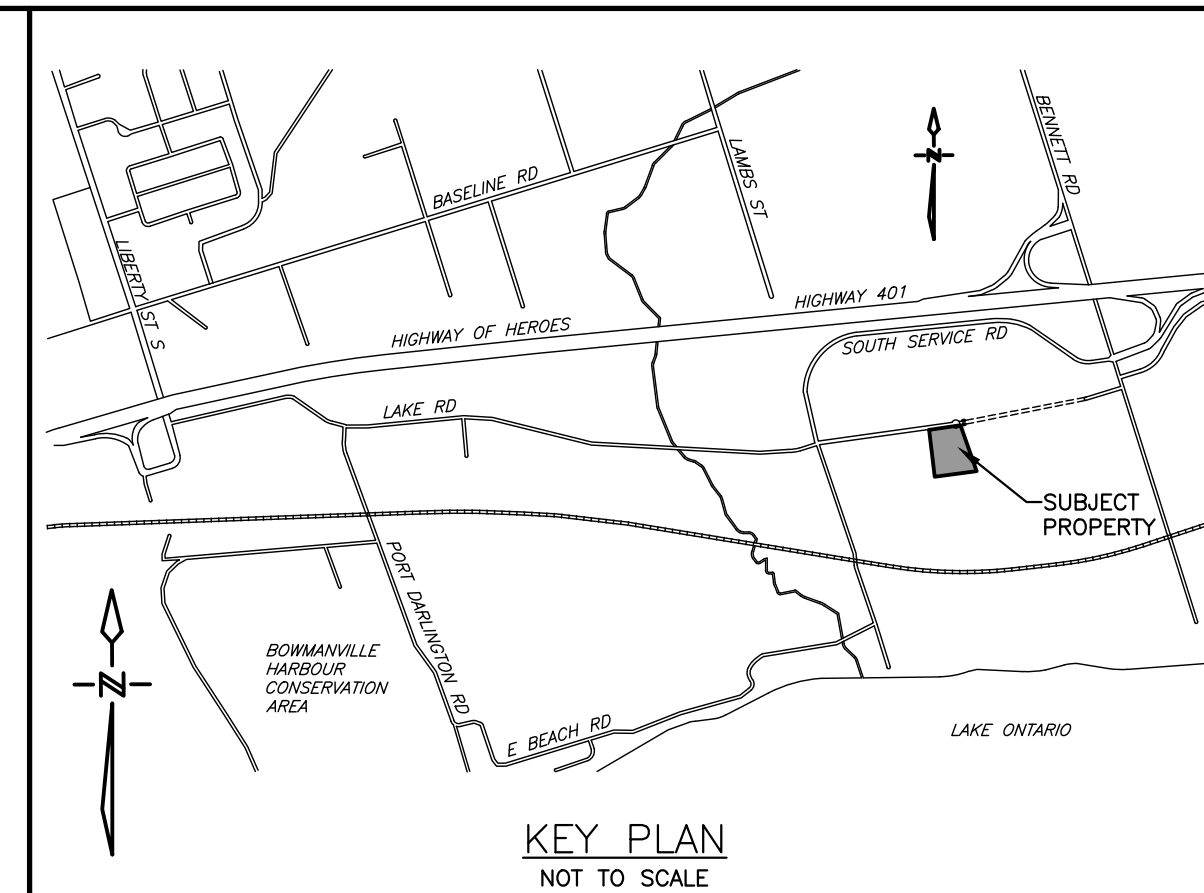 BENNETT RD
LAMBS ST
N
BASELINE RD
LIBERTY ST S
HIGHWAY 401
HIGHWAY OF HEROES
SOUTH SERVICE RD
LAKE RD
SUBJECT
PROPERTY
PORT DARLINGTON RD
BOWMANVILLE
HARBOUR
CONSERVATION
AREA
N
E BEACH RD
LAKE ONTARIO
KEY PLAN
NOT TO SCALE